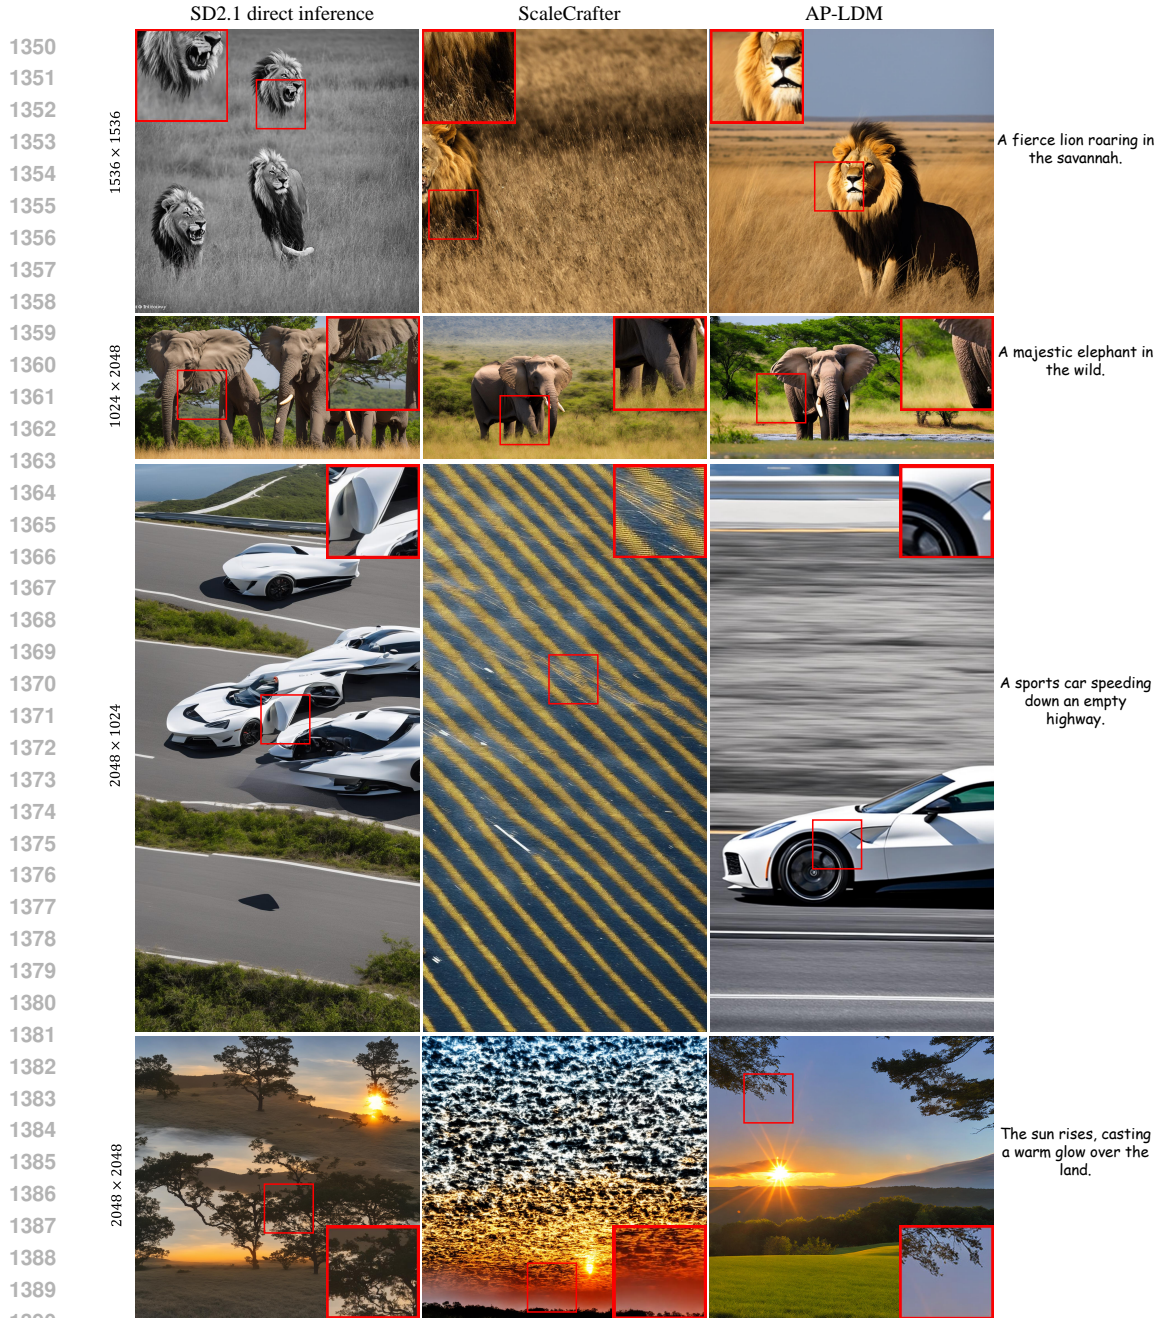 SD2.1 direct inference
ScaleCrafter
AP-LDM
1350
1351
1352
1353
1354
1355
1356
1357
1358
1359
1360
1361
1362
1363
1364
1365
1366
1367
1368
1369
1370
1371
1372
1373
1374
1375
1376
1377
1378
1379
1380
1381
1382
1383
1384
1385
1386
1387
1388
1389
1536 × 1536
A fierce lion roaring in
the savannah.
1024 × 2048
A majestic elephant in
the wild.
2048 × 1024
A sports car speeding
down an empty
highway.
2048 × 2048
The sun rises, casting
a warm glow over the
land.